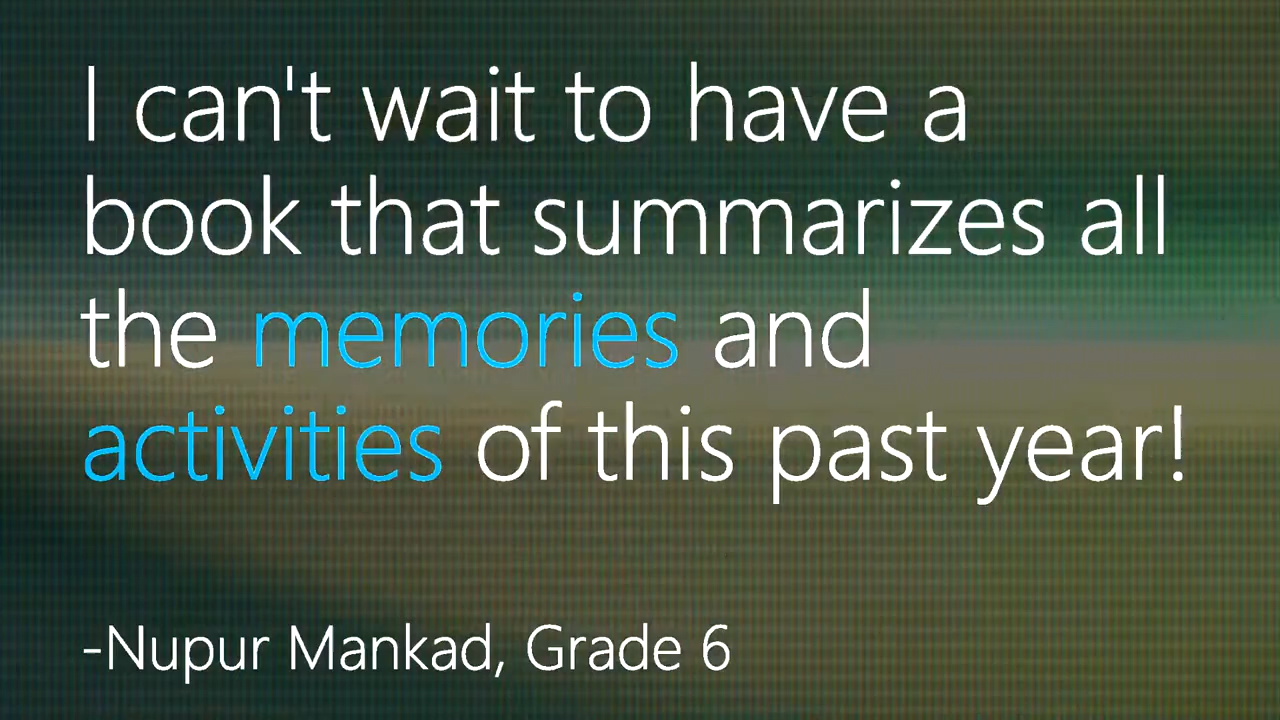 I can't wait to have a
book that summarizes all
the memories and
activities of this past year!
-Nupur Mankad, Grade 6